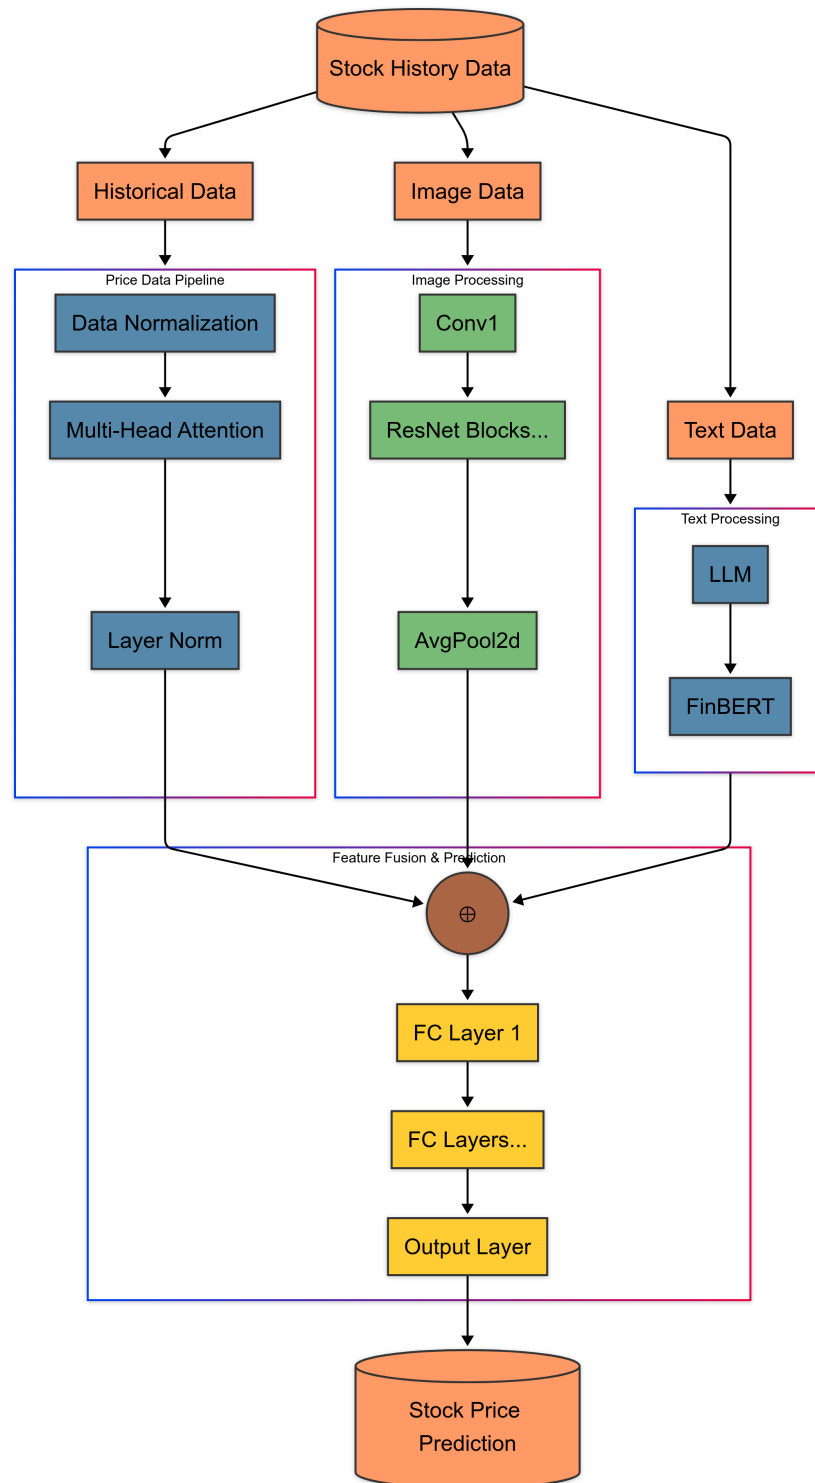 Stock History Data
Historical Data
Image Data
Price Data Pipeline
Image Processing
Data Normalization
Conv1
Multi-Head Attention
ResNet Blocks...
Text Data
Text Processing
LLM
Layer Norm
AvgPool2d
FinBERT
Feature Fusion & Prediction
⊕
FC Layer 1
FC Layers...
Output Layer
Stock Price
Prediction